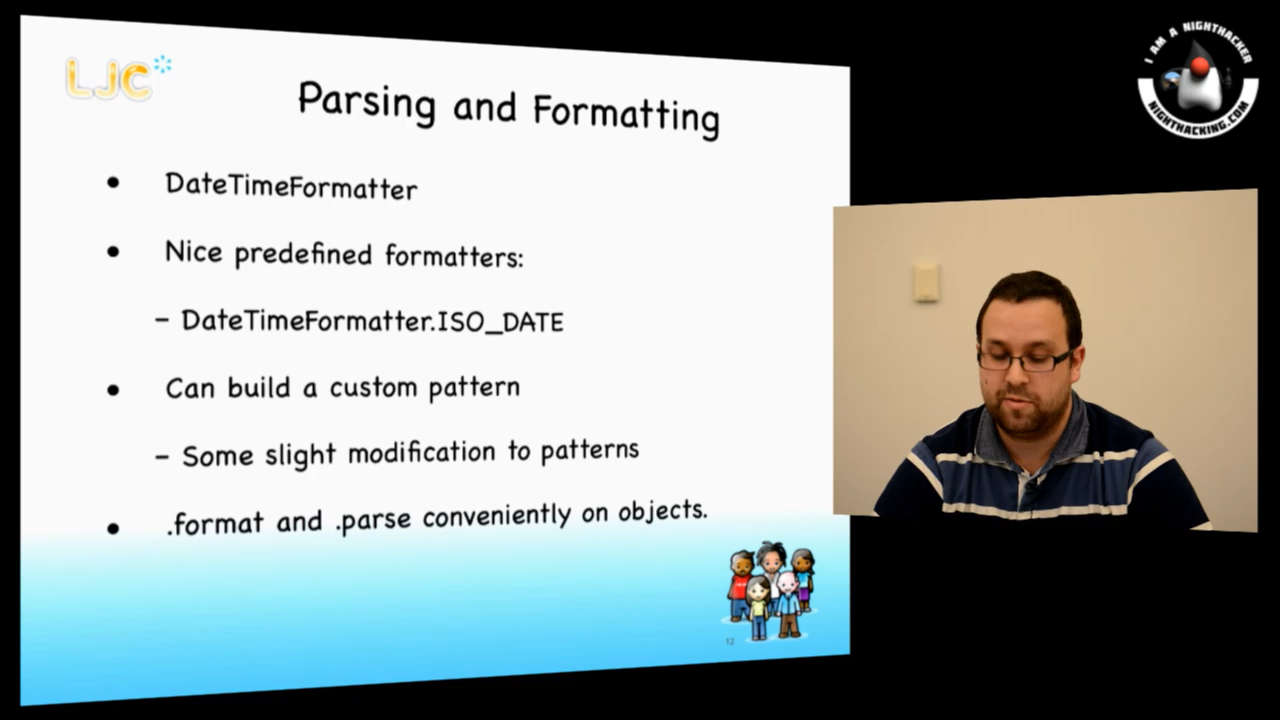 LJC
Parsing and Formatting
• DateTimeFormatter
• Nice predefined formatters:
– DateTimeFormatter.ISO_DATE
• Can build a custom pattern
– Some slight modification to patterns
• .format and .parse conveniently on objects.
12
I AM A NIGHTHACKER
NIGHTHACKING.COM